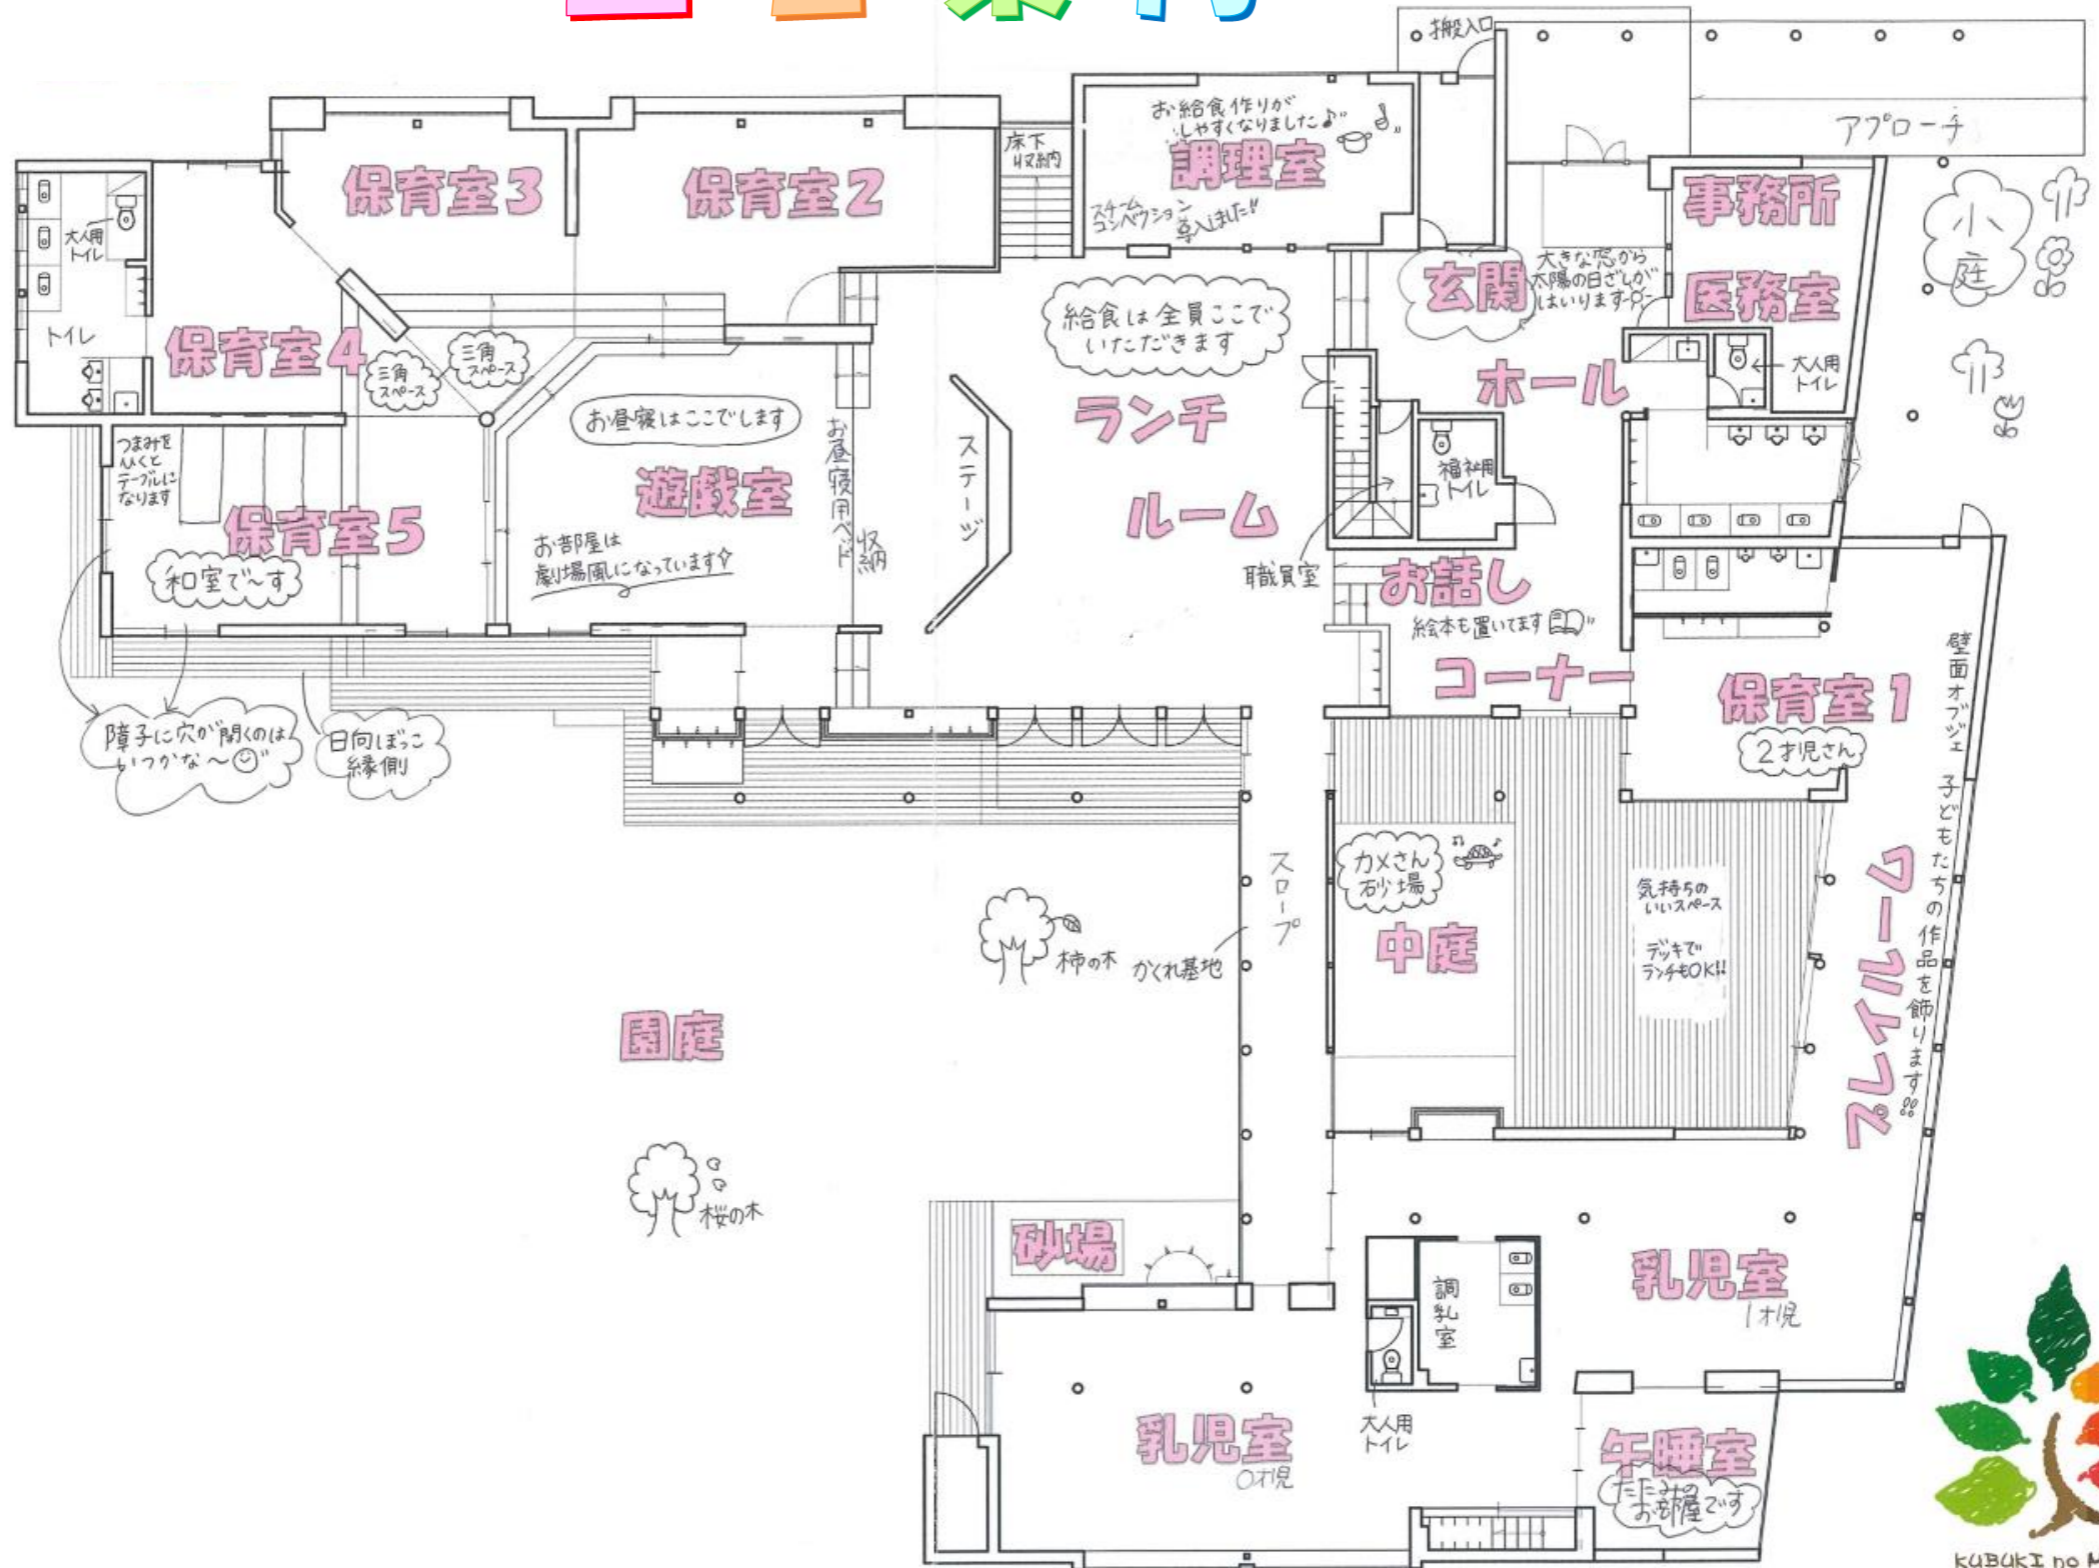 案内
搬入口
アプローチ
お給食作りが
しやすくなりました♪
調理室
スチーム
コンベクション
導入しました!!
床下
収納
保育室3
保育室2
大人用
トイレ
トイレ
保育室4
三角
スペース
三角
スペース
給食は全員ここで
いただきます
ランチ
ルーム
玄関
大きな窓から
太陽の日ざしが
はいります
事務所
医務室
小庭
ホール
大人用
トイレ
つまみを
ひくと
テーブルに
なります
保育室5
和室で〜す
お昼寝はここでします
遊戯室
お部屋は
劇場風になっています☆
お昼寝用ベッド
収納
ステージ
福祉用
トイレ
職員室
お話し
絵本も置いてます
コーナー
保育室1
2才児さん
壁面オブジェ 子どもたちの作品を飾ります!!
障子に穴が開くのは
いつかな〜
日向ぼっこ
縁側
カメさん
砂場
中庭
気持ちの
いいスペース
デッキで
ランチもOK!!
ワールドフラワー
スロープ
柿の木
かくれ基地
園庭
桜の木
砂場
調乳室
乳児室
1才児
大人用
トイレ
乳児室
0才児
午睡室
たたみの
お部屋です
KUBUKI no